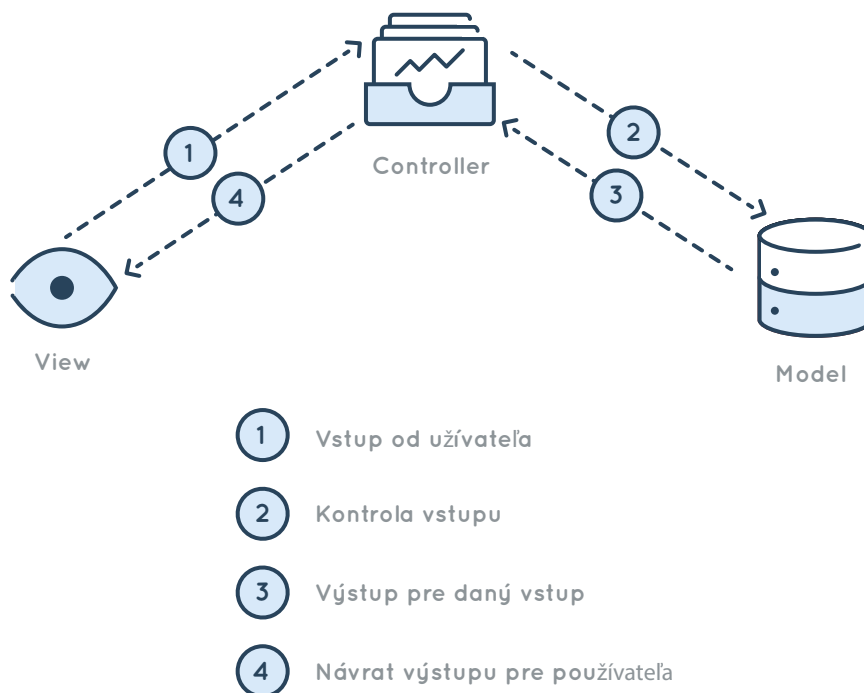 1
2
4
3
Controller
View
Model
1 Vstup od užívateľa
2 Kontrola vstupu
3 Výstup pre daný vstup
4 Návrat výstupu pre používateľa